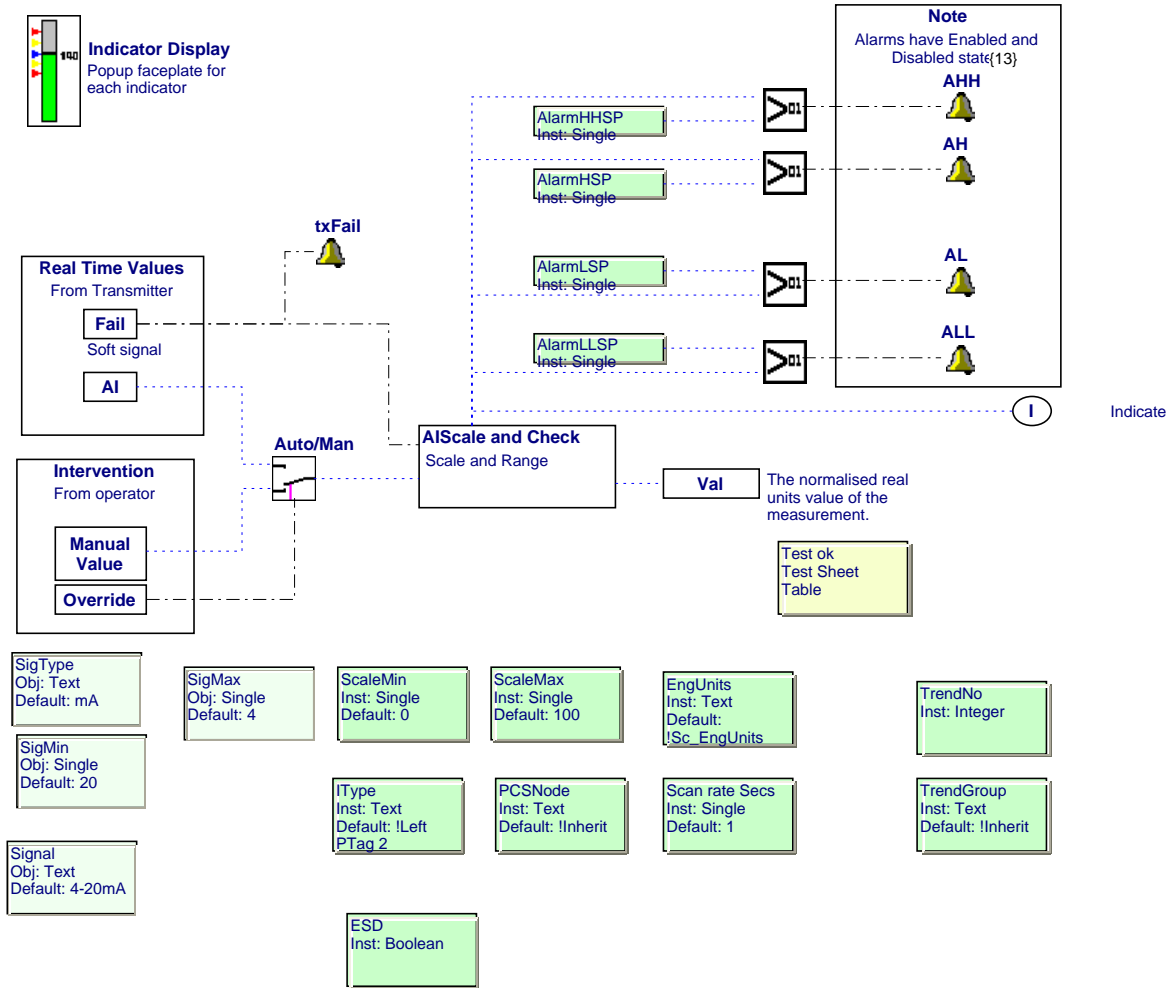 Indicator Display
Popup faceplate for
each indicator
140
Note
Alarms have Enabled and
Disabled state{13}
AHH
AlarmHHSP
Inst: Single
01
AH
AlarmHSP
Inst: Single
01
txFail
AL
AlarmLSP
Inst: Single
01
ALL
AlarmLLSP
Inst: Single
01
Real Time Values
From Transmitter
Fail
Soft signal
AI
I
Indicate
Auto/Man
AIScale and Check
Scale and Range
Val
The normalised real
units value of the
measurement.
Intervention
From operator
Manual
Value
Override
Test ok
Test Sheet
Table
SigType
Obj: Text
Default: mA
SigMax
Obj: Single
Default: 4
ScaleMin
Inst: Single
Default: 0
ScaleMax
Inst: Single
Default: 100
EngUnits
Inst: Text
Default:
!Sc_EngUnits
TrendNo
Inst: Integer
SigMin
Obj: Single
Default: 20
IType
Inst: Text
Default: !Left
PTag 2
PCSNode
Inst: Text
Default: !Inherit
Scan rate Secs
Inst: Single
Default: 1
TrendGroup
Inst: Text
Default: !Inherit
Signal
Obj: Text
Default: 4-20mA
ESD
Inst: Boolean